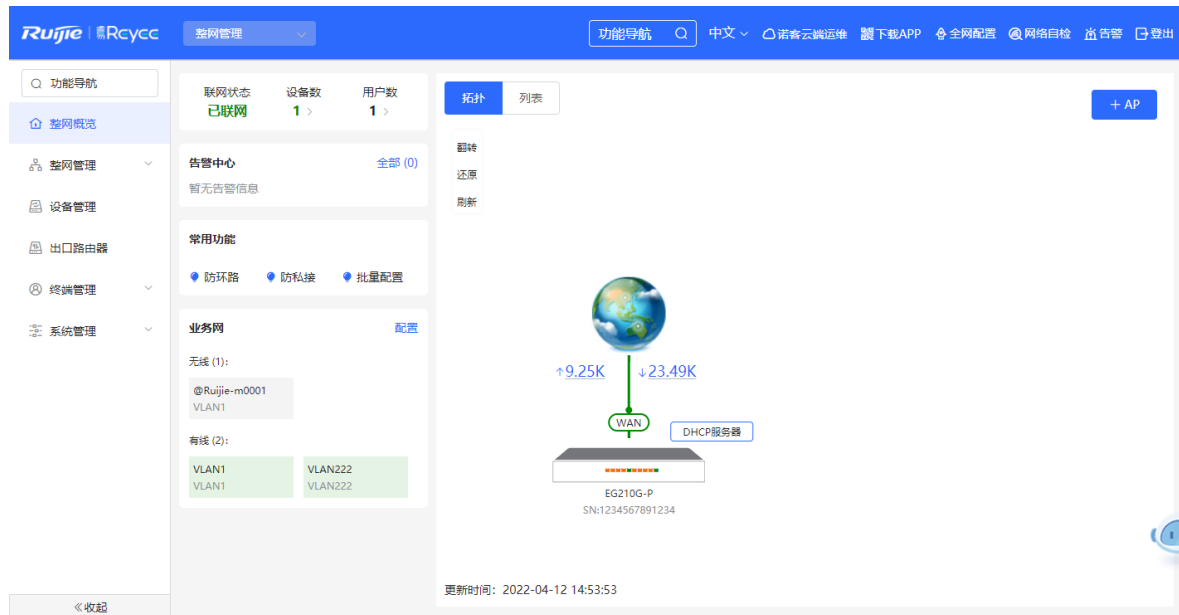 Ruijie 睿易 Rcycc 整网管理 功能导航 中文 诺客云端运维 下载APP 全网配置 网络自检 告警 登出
功能导航
整网概览
整网管理
设备管理
出口路由器
终端管理
系统管理
《收起
联网状态 设备数 用户数
已联网 1 > 1 >
告警中心 全部 (0)
暂无告警信息
常用功能
防环路 防私接 批量配置
业务网 配置
无线 (1):
@Ruijie-m0001
VLAN1
有线 (2):
VLAN1 VLAN222
VLAN1 VLAN222
拓扑 列表
+ AP
翻转
还原
刷新
↑9.25K ↓23.49K
WAN
DHCP服务器
EG210G-P
SN:1234567891234
更新时间：2022-04-12 14:53:53